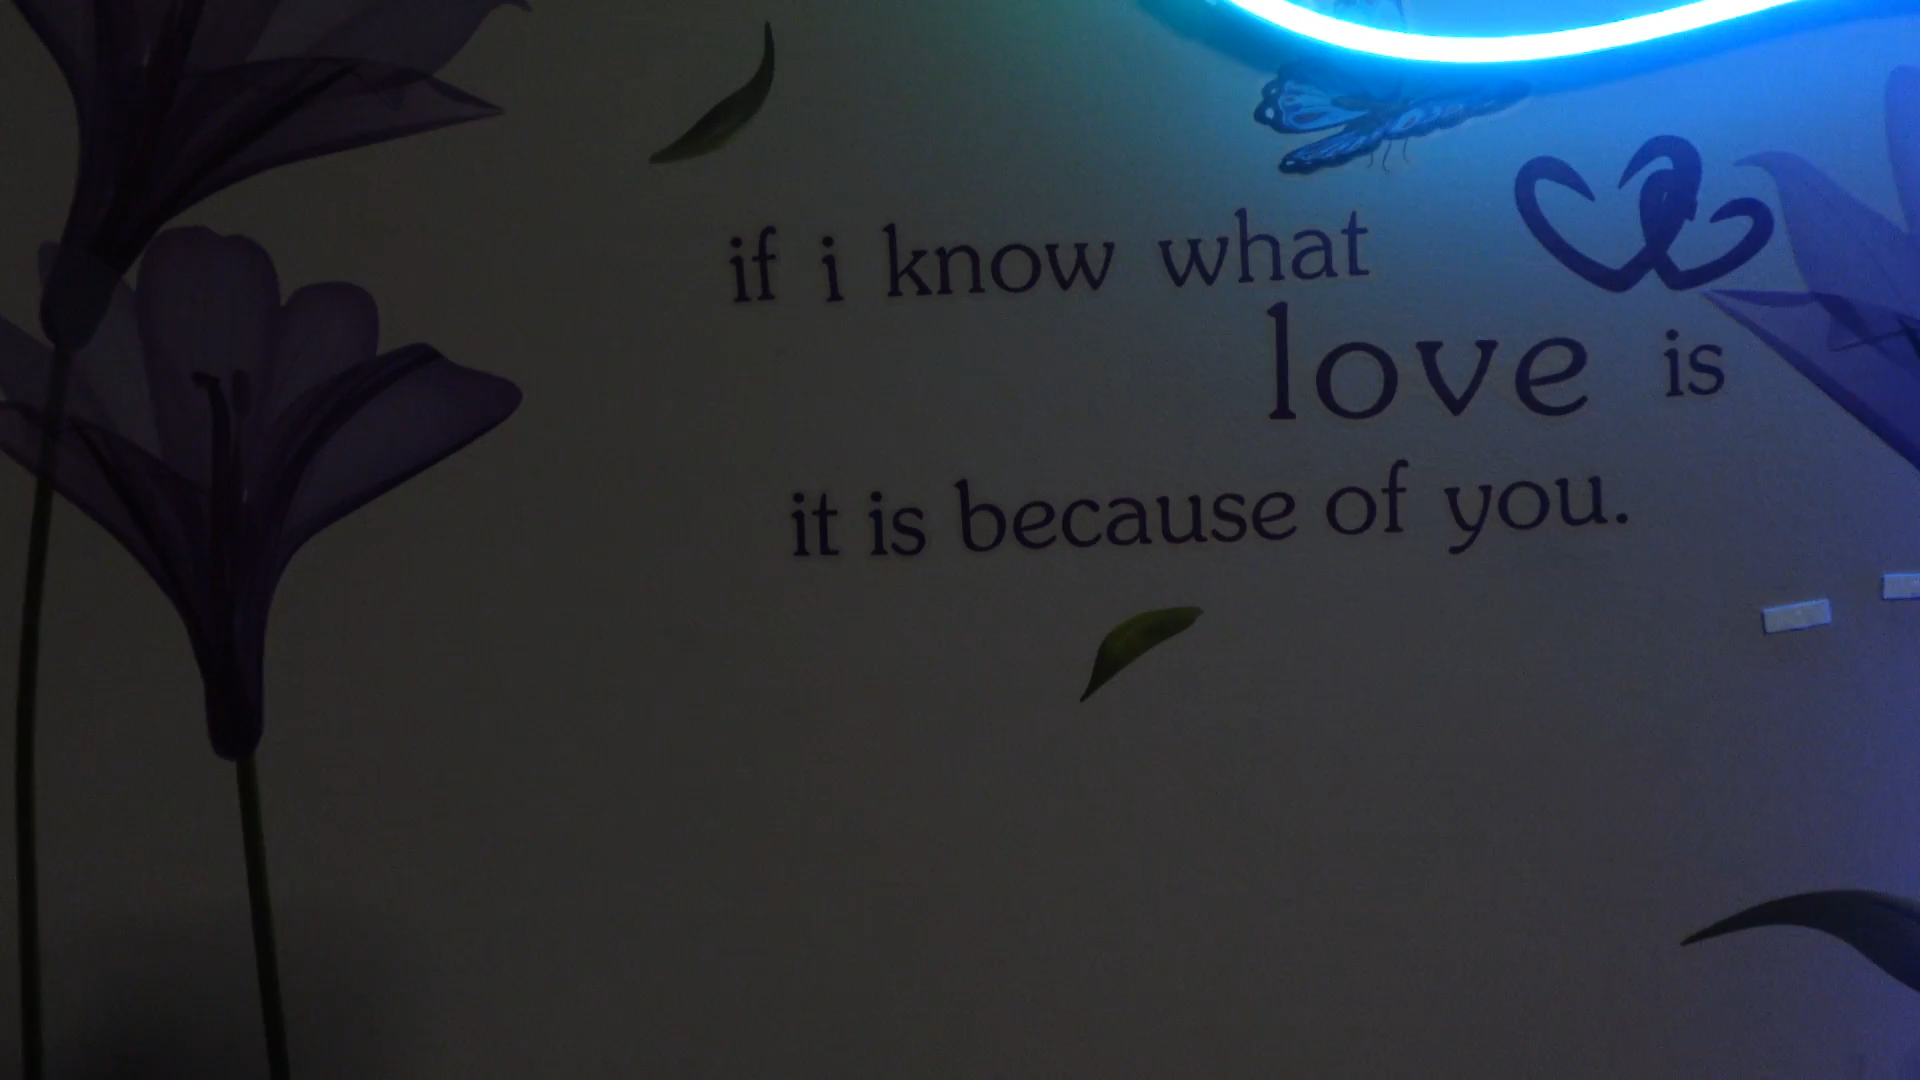 if i know what
love is
it is because of you.